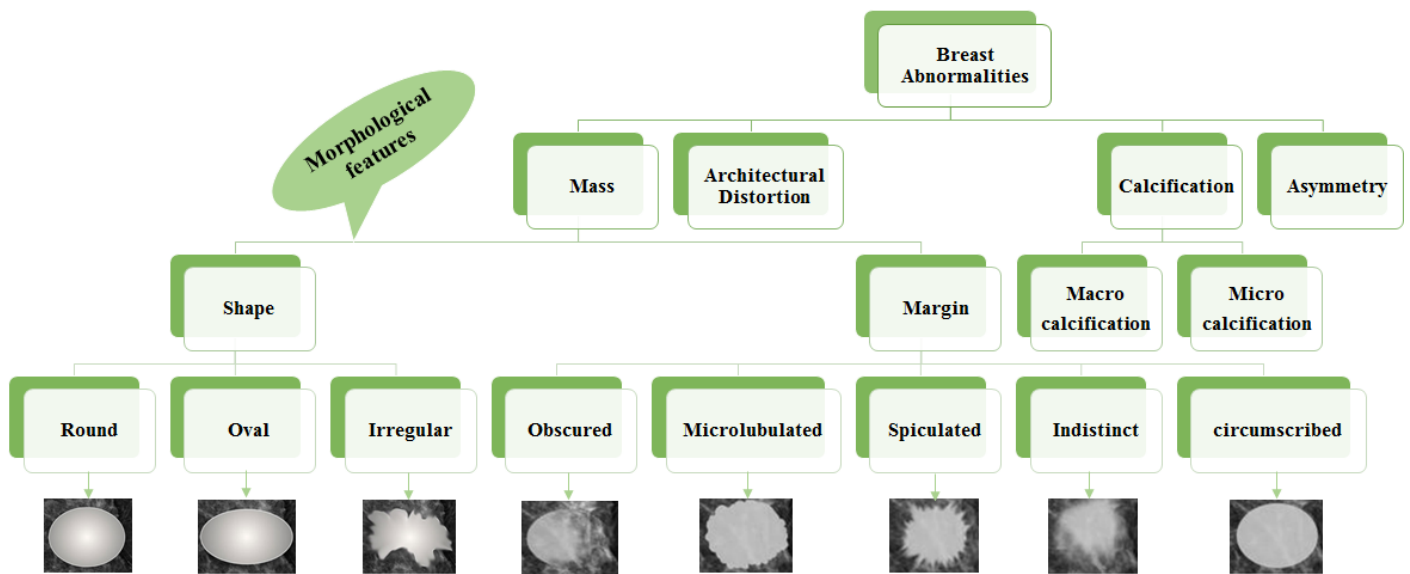 Breast
Abnormalities
Morphological
features
Mass
Architectural
Distortion
Calcification
Asymmetry
Shape
Margin
Macro
calcification
Micro
calcification
Round
Oval
Irregular
Obscured
Microlubulated
Spiculated
Indistinct
circumscribed